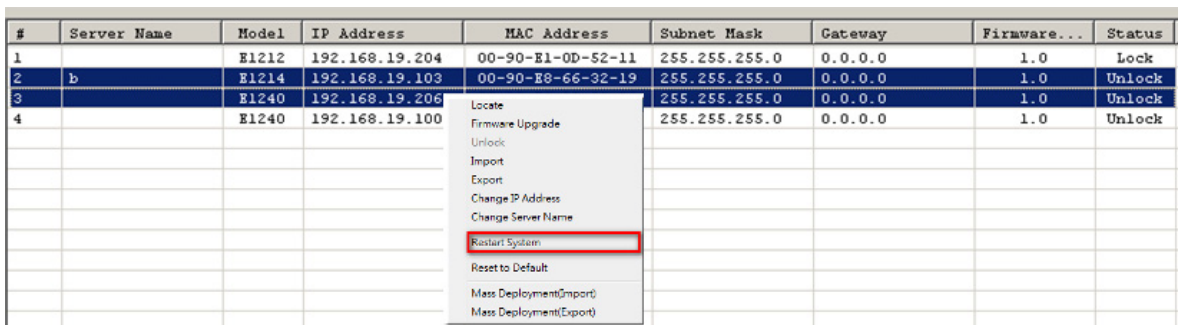 # Server Name Model IP Address MAC Address Subnet Mask Gateway Firmware... Status
1 E1212 192.168.19.204 00-90-E1-0D-52-11 255.255.255.0 0.0.0.0 1.0 Lock
2 b E1214 192.168.19.103 00-90-E8-66-32-19 255.255.255.0 0.0.0.0 1.0 Unlock
3 E1240 192.168.19.206 255.255.255.0 0.0.0.0 1.0 Unlock
4 E1240 192.168.19.100 255.255.255.0 0.0.0.0 1.0 Unlock
Locate
Firmware Upgrade
Unlock
Import
Export
Change IP Address
Change Server Name
Restart System
Reset to Default
Mass Deployment(Import)
Mass Deployment(Export)